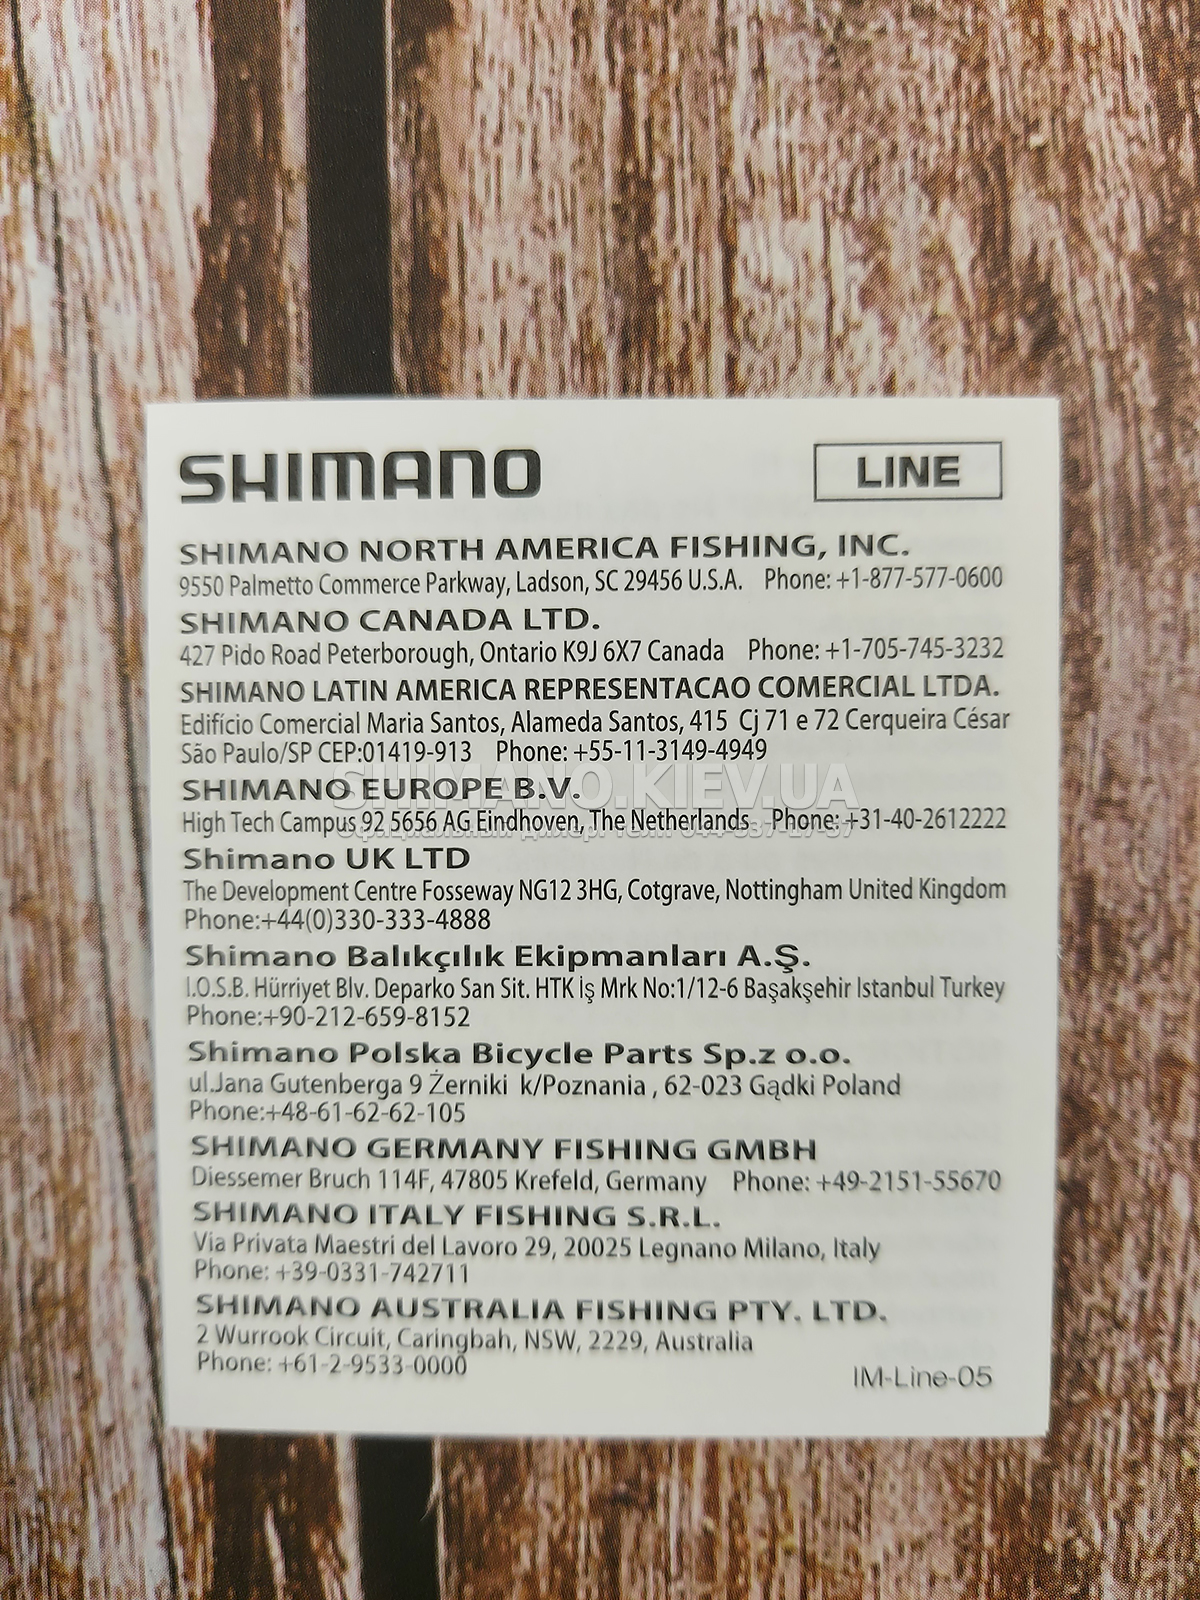 SHIMANO
LINE
SHIMANO NORTH AMERICA FISHING, INC.
9550 Palmetto Commerce Parkway, Ladson, SC 29456 U.S.A. Phone: +1-877-577-0600
SHIMANO CANADA LTD.
427 Pido Road Peterborough, Ontario K9J 6X7 Canada Phone: +1-705-745-3232
SHIMANO LATIN AMERICA REPRESENTACAO COMERCIAL LTDA.
Edifício Comercial Maria Santos, Alameda Santos, 415 Cj 71 e 72 Cerqueira César
São Paulo/SP CEP:01419-913 Phone: +55-11-3149-4949
SHIMANO EUROPE B.V.
SHIMANO.KIEV.UA
High Tech Campus 92 5656 AG Eindhoven, The Netherlands Phone: +31-40-2612222
Официальный дилер! тел.: 044-537-17-57
Shimano UK LTD
The Development Centre Fosseway NG12 3HG, Cotgrave, Nottingham United Kingdom
Phone:+44(0)330-333-4888
Shimano Balıkçılık Ekipmanları A.Ş.
I.O.S.B. Hürriyet Blv. Deparko San Sit. HTK İş Mrk No:1/12-6 Başakşehir Istanbul Turkey
Phone:+90-212-659-8152
Shimano Polska Bicycle Parts Sp.z o.o.
ul.Jana Gutenberga 9 Żerniki k/Poznania , 62-023 Gądki Poland
Phone:+48-61-62-62-105
SHIMANO GERMANY FISHING GMBH
Diessemer Bruch 114F, 47805 Krefeld, Germany Phone: +49-2151-55670
SHIMANO ITALY FISHING S.R.L.
Via Privata Maestri del Lavoro 29, 20025 Legnano Milano, Italy
Phone: +39-0331-742711
SHIMANO AUSTRALIA FISHING PTY. LTD.
2 Wurrook Circuit, Caringbah, NSW, 2229, Australia
Phone: +61-2-9533-0000
IM-Line-05